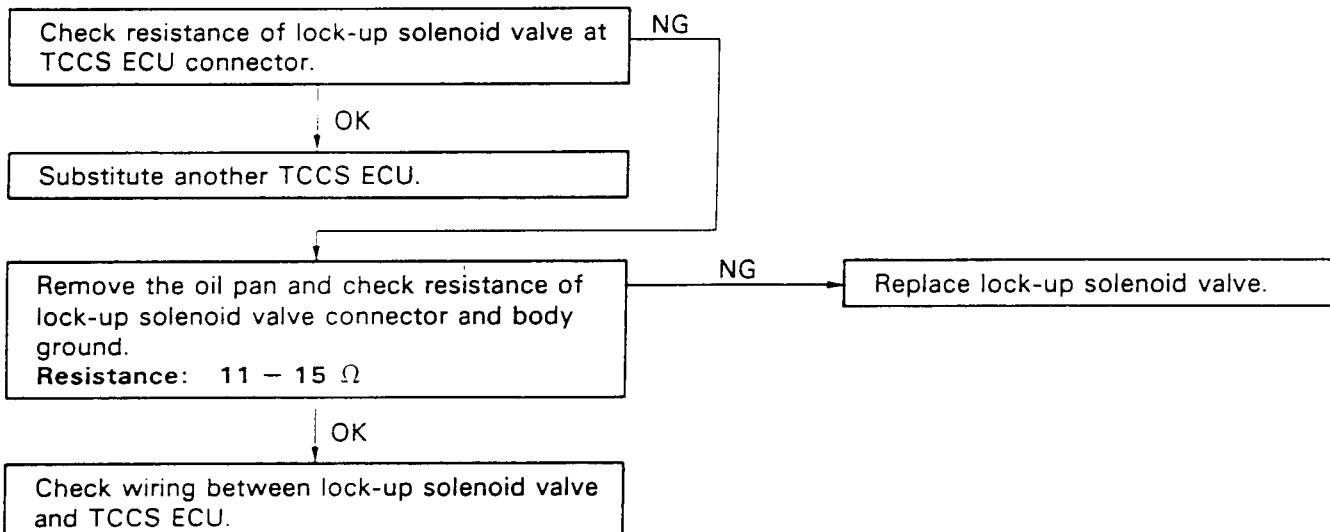 Check resistance of lock-up solenoid valve at
TCCS ECU connector.
NG
OK
Substitute another TCCS ECU.
Remove the oil pan and check resistance of
lock-up solenoid valve connector and body
ground.
Resistance: 11 – 15 Ω
NG
Replace lock-up solenoid valve.
OK
Check wiring between lock-up solenoid valve
and TCCS ECU.